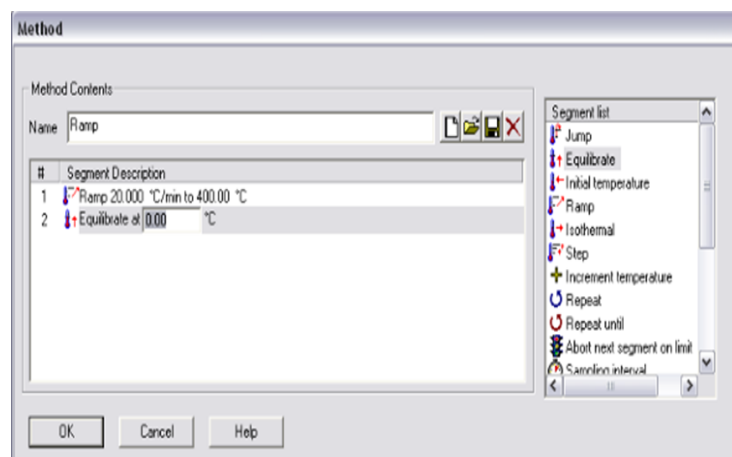 Method
Method Contents
Name Ramp
# Segment Description
1 Ramp 20.000 °C/min to 400.00 °C
2 Equilibrate at 0.00 °C
Segment list
Jump
Equilibrate
Initial temperature
Ramp
Isothermal
Step
Increment temperature
Repeat
Repeat until
Abort next segment on limit
Sampling interval
OK Cancel Help